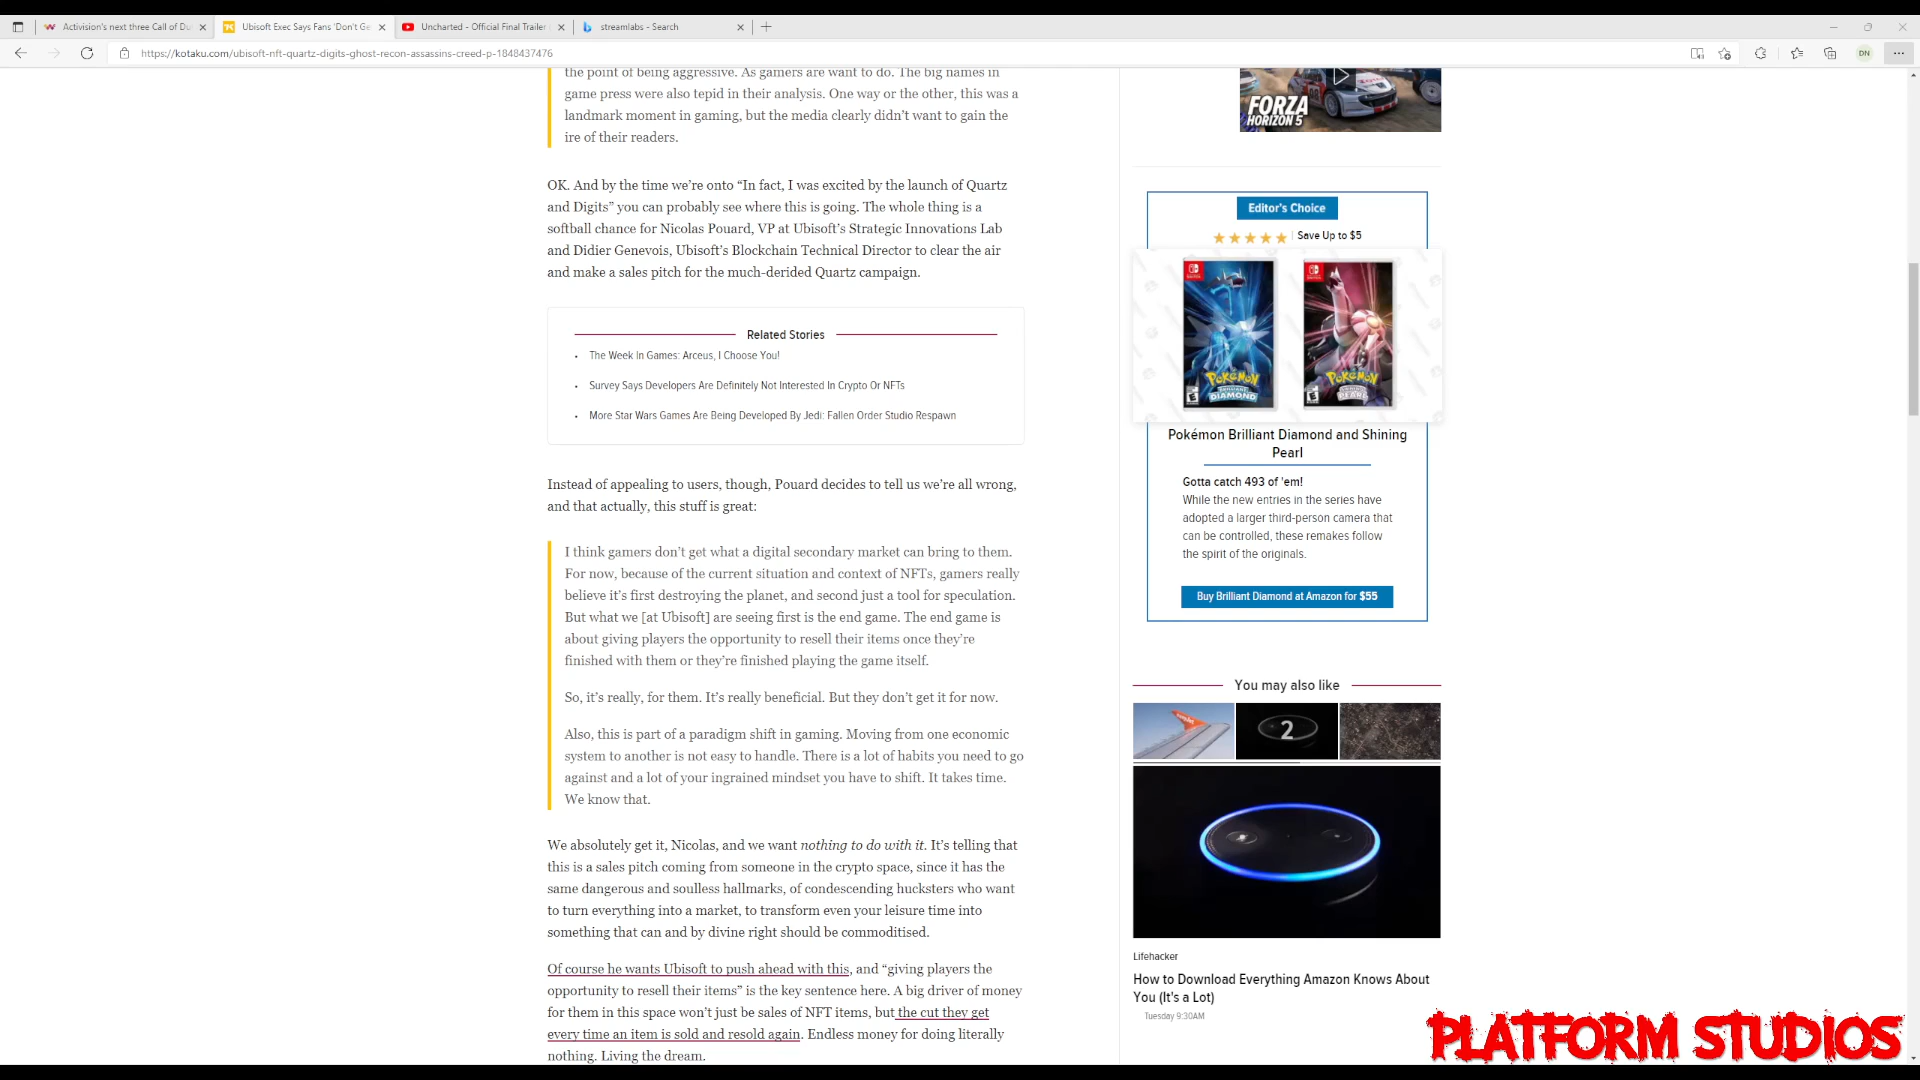 Activision's next three Call of Du
Ubisoft Exec Says Fans 'Don't Ge
Uncharted - Official Final Trailer
streamlabs - Search
https://kotaku.com/ubisoft-nft-quartz-digits-ghost-recon-assassins-creed-p-1848437476
DN
the point of being aggressive. As gamers are want to do. The big names in
game press were also tepid in their analysis. One way or the other, this was a
landmark moment in gaming, but the media clearly didn’t want to gain the
ire of their readers.
OK. And by the time we’re onto “In fact, I was excited by the launch of Quartz
and Digits” you can probably see where this is going. The whole thing is a
softball chance for Nicolas Pouard, VP at Ubisoft’s Strategic Innovations Lab
and Didier Genevois, Ubisoft’s Blockchain Technical Director to clear the air
and make a sales pitch for the much-derided Quartz campaign.
Related Stories
The Week In Games: Arceus, I Choose You!
Survey Says Developers Are Definitely Not Interested In Crypto Or NFTs
More Star Wars Games Are Being Developed By Jedi: Fallen Order Studio Respawn
Instead of appealing to users, though, Pouard decides to tell us we’re all wrong,
and that actually, this stuff is great:
I think gamers don’t get what a digital secondary market can bring to them.
For now, because of the current situation and context of NFTs, gamers really
believe it’s first destroying the planet, and second just a tool for speculation.
But what we [at Ubisoft] are seeing first is the end game. The end game is
about giving players the opportunity to resell their items once they’re
finished with them or they’re finished playing the game itself.
So, it’s really, for them. It’s really beneficial. But they don’t get it for now.
Also, this is part of a paradigm shift in gaming. Moving from one economic
system to another is not easy to handle. There is a lot of habits you need to go
against and a lot of your ingrained mindset you have to shift. It takes time.
We know that.
We absolutely get it, Nicolas, and we want nothing to do with it. It’s telling that
this is a sales pitch coming from someone in the crypto space, since it has the
same dangerous and soulless hallmarks, of condescending hucksters who want
to turn everything into a market, to transform even your leisure time into
something that can and by divine right should be commoditised.
Of course he wants Ubisoft to push ahead with this, and “giving players the
opportunity to resell their items” is the key sentence here. A big driver of money
for them in this space won’t just be sales of NFT items, but the cut they get
every time an item is sold and resold again. Endless money for doing literally
nothing. Living the dream.
FORZA
HORIZON 5
Editor's Choice
Save Up to $5
POKÉMON
BRILLIANT
DIAMOND
POKÉMON
SHINING
PEARL
Pokémon Brilliant Diamond and Shining
Pearl
Gotta catch 493 of 'em!
While the new entries in the series have
adopted a larger third-person camera that
can be controlled, these remakes follow
the spirit of the originals.
Buy Brilliant Diamond at Amazon for $55
You may also like
2
Lifehacker
How to Download Everything Amazon Knows About
You (It's a Lot)
Tuesday 9:30AM
PLATFORM STUDIOS